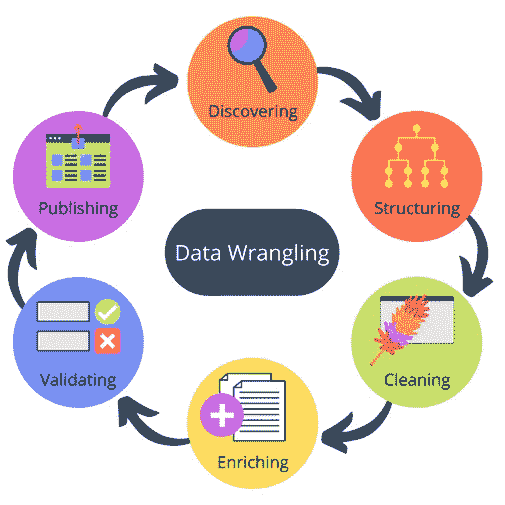 Discovering
Structuring
Cleaning
Enriching
Validating
Publishing
Data Wrangling